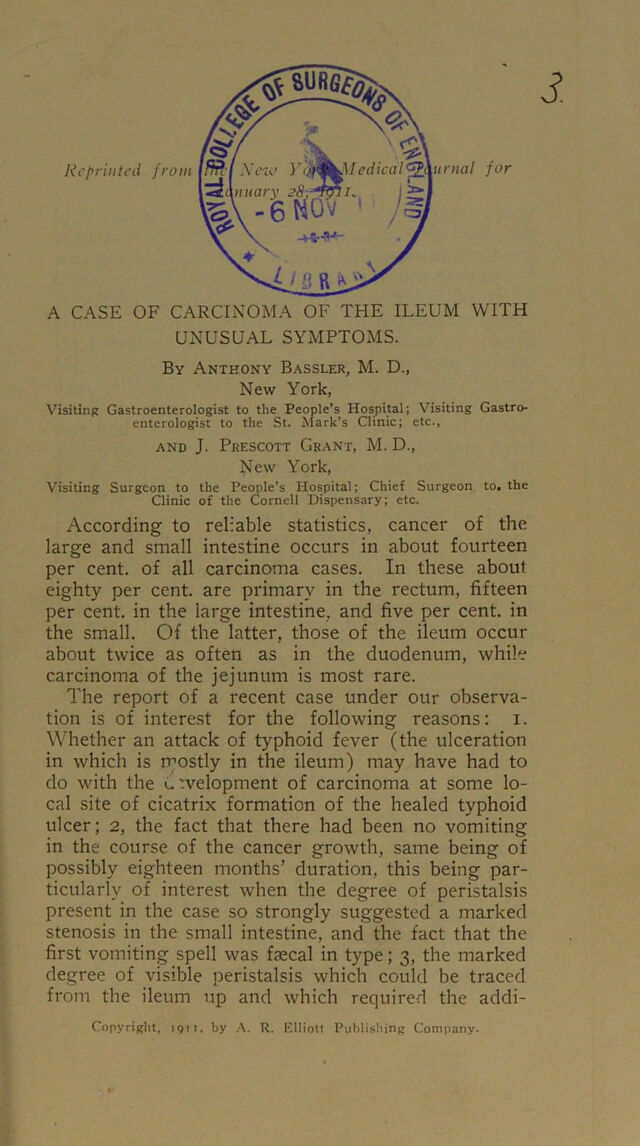 3.
ROYAL COLLEGE OF SURGEONS OF ENGLAND
-6 NOV
* LIBRARY
Reprinted from the New York Medical Journal for
January 28, 1911.
A CASE OF CARCINOMA OF THE ILEUM WITH
UNUSUAL SYMPTOMS.
By Anthony Bassler, M. D.,
New York,
Visiting Gastroenterologist to the People's Hospital; Visiting Gastro-
enterologist to the St. Mark's Clinic; etc.,
and J. Prescott Grant, M. D.,
New York,
Visiting Surgeon to the People's Hospital; Chief Surgeon to. the
Clinic of the Cornell Dispensary; etc.
According to reliable statistics, cancer of the
large and small intestine occurs in about fourteen
per cent. of all carcinoma cases. In these about
eighty per cent. are primary in the rectum, fifteen
per cent. in the large intestine, and five per cent. in
the small. Of the latter, those of the ileum occur
about twice as often as in the duodenum, while
carcinoma of the jejunum is most rare.
The report of a recent case under our observa-
tion is of interest for the following reasons: 1.
Whether an attack of typhoid fever (the ulceration
in which is mostly in the ileum) may have had to
do with the development of carcinoma at some lo-
cal site of cicatrix formation of the healed typhoid
ulcer; 2, the fact that there had been no vomiting
in the course of the cancer growth, same being of
possibly eighteen months' duration, this being par-
ticularly of interest when the degree of peristalsis
present in the case so strongly suggested a marked
stenosis in the small intestine, and the fact that the
first vomiting spell was fæcal in type; 3, the marked
degree of visible peristalsis which could be traced
from the ileum up and which required the addi-
Copyright, 1911, by A. R. Elliott Publishing Company.